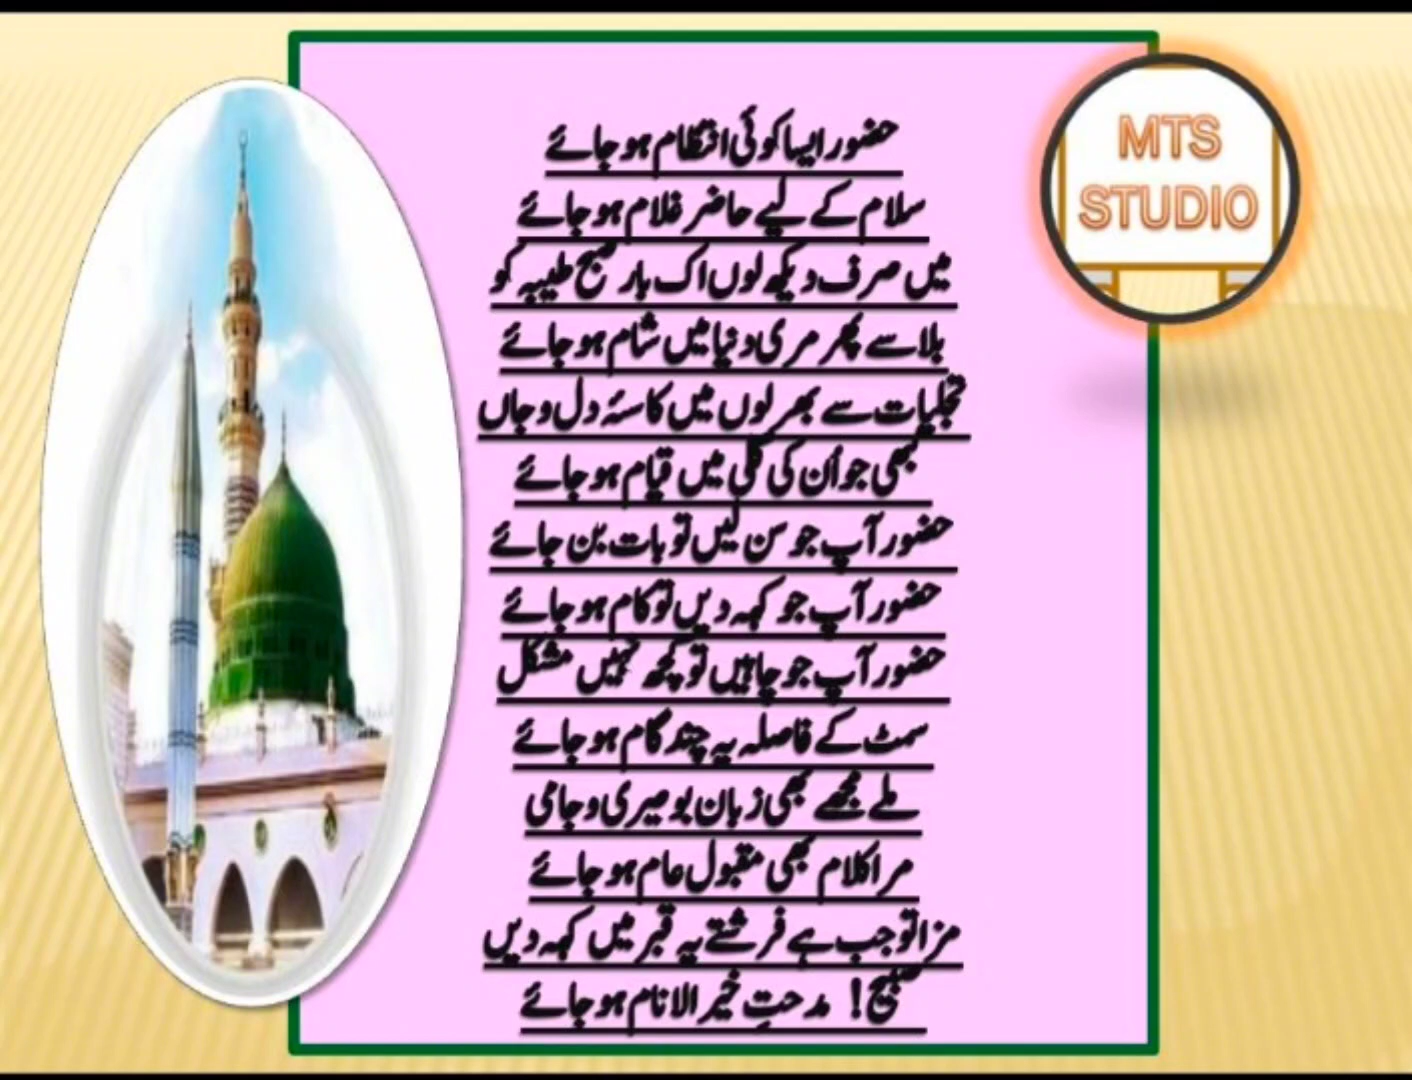 حضور ایسا کوئی انتظام ہو جائے
سلام کے لیے حاضر غلام ہو جائے
میں صرف دیکھ لوں اک بار صبح طیبہ کو
بلا سے پھر مری دنیا میں شام ہو جائے
تجلیات سے بھر لوں میں کاسۂ دل و جاں
کبھی جو اُن کی گلی میں قیام ہو جائے
حضور آپ جو سن لیں تو بات بن جائے
حضور آپ جو کہہ دیں تو کام ہو جائے
حضور آپ جو چاہیں تو کچھ نہیں مشکل
سمٹ کے فاصلہ یہ چند گام ہو جائے
ملے مجھے بھی زبان بوصیری و جامی
مرا کلام بھی مقبول عام ہو جائے
مزا تو جب ہے فرشتے یہ قبر میں کہہ دیں
صبیح! مدحتِ خیر الانام ہو جائے
MTS
STUDIO